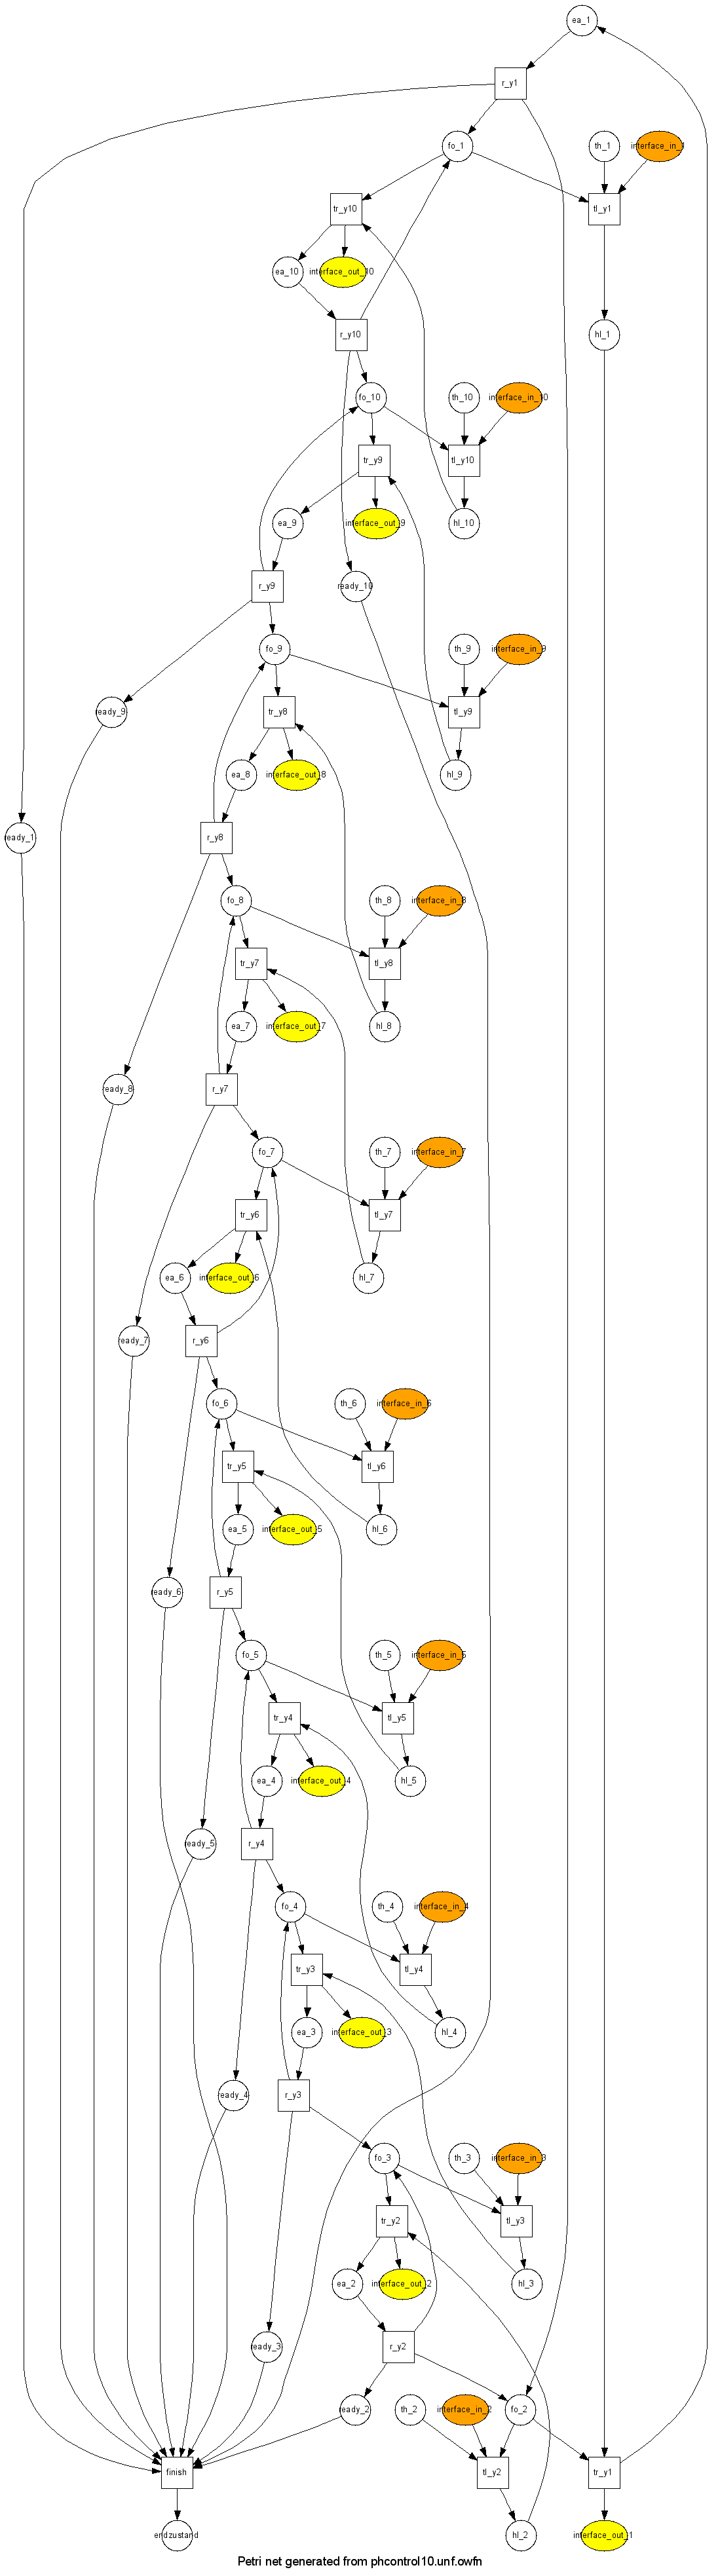 ea_1
r_y1
fo_1
th_1
interface_in_1
tr_y10
tl_y1
ea_10
interface_out_10
r_y10
hl_1
fo_10
th_10
interface_in_10
tr_y9
tl_y10
ea_9
interface_out_9
hl_10
r_y9
ready_10
fo_9
th_9
interface_in_9
ready_9
tr_y8
tl_y9
ea_8
interface_out_8
hl_9
ready_1
r_y8
fo_8
th_8
interface_in_8
tr_y7
tl_y8
ea_7
interface_out_7
hl_8
ready_8
r_y7
fo_7
th_7
interface_in_7
tr_y6
tl_y7
ea_6
interface_out_6
hl_7
ready_7
r_y6
fo_6
th_6
interface_in_6
tr_y5
tl_y6
ea_5
interface_out_5
hl_6
ready_6
r_y5
fo_5
th_5
interface_in_5
tr_y4
tl_y5
ea_4
interface_out_4
hl_5
ready_5
r_y4
fo_4
th_4
interface_in_4
tr_y3
tl_y4
ea_3
interface_out_3
hl_4
ready_4
r_y3
fo_3
th_3
interface_in_3
tr_y2
tl_y3
ea_2
interface_out_2
hl_3
ready_3
r_y2
ready_2
th_2
interface_in_2
fo_2
finish
tl_y2
tr_y1
endzustand
hl_2
interface_out_1
Petri net generated from phcontrol10.unf.owfn